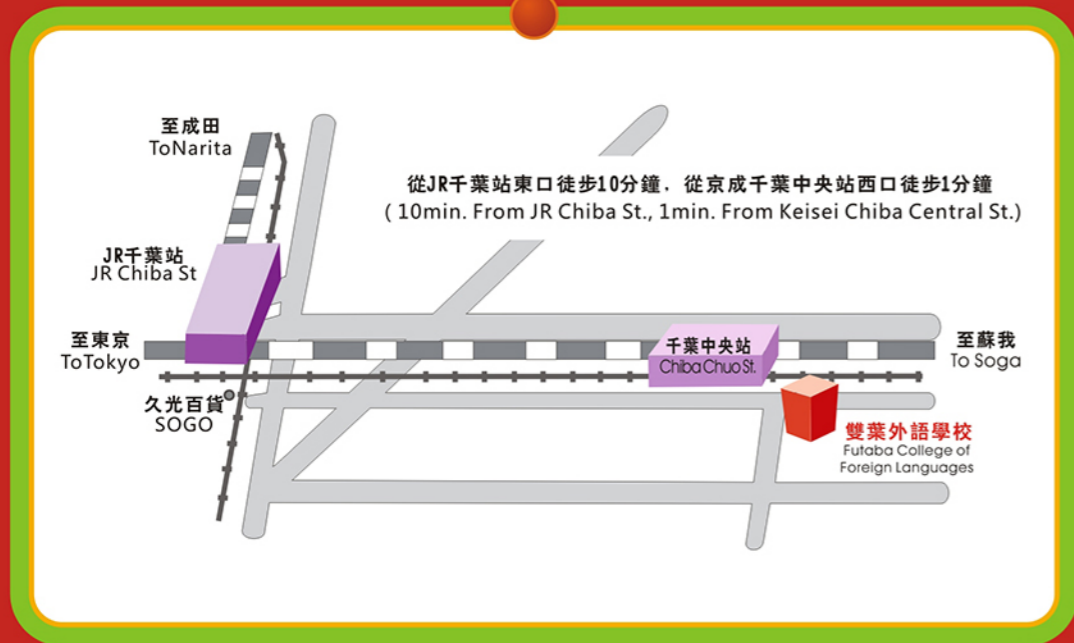 至成田
ToNarita
從JR千葉站東口徒步10分鐘．從京成千葉中央站西口徒步1分鐘
( 10min. From JR Chiba St., 1min. From Keisei Chiba Central St.)
JR千葉站
JR Chiba St
至東京
ToTokyo
千葉中央站
Chiba Chuo St.
至蘇我
To Soga
久光百貨
SOGO
雙葉外語學校
Futaba College of
Foreign Languages